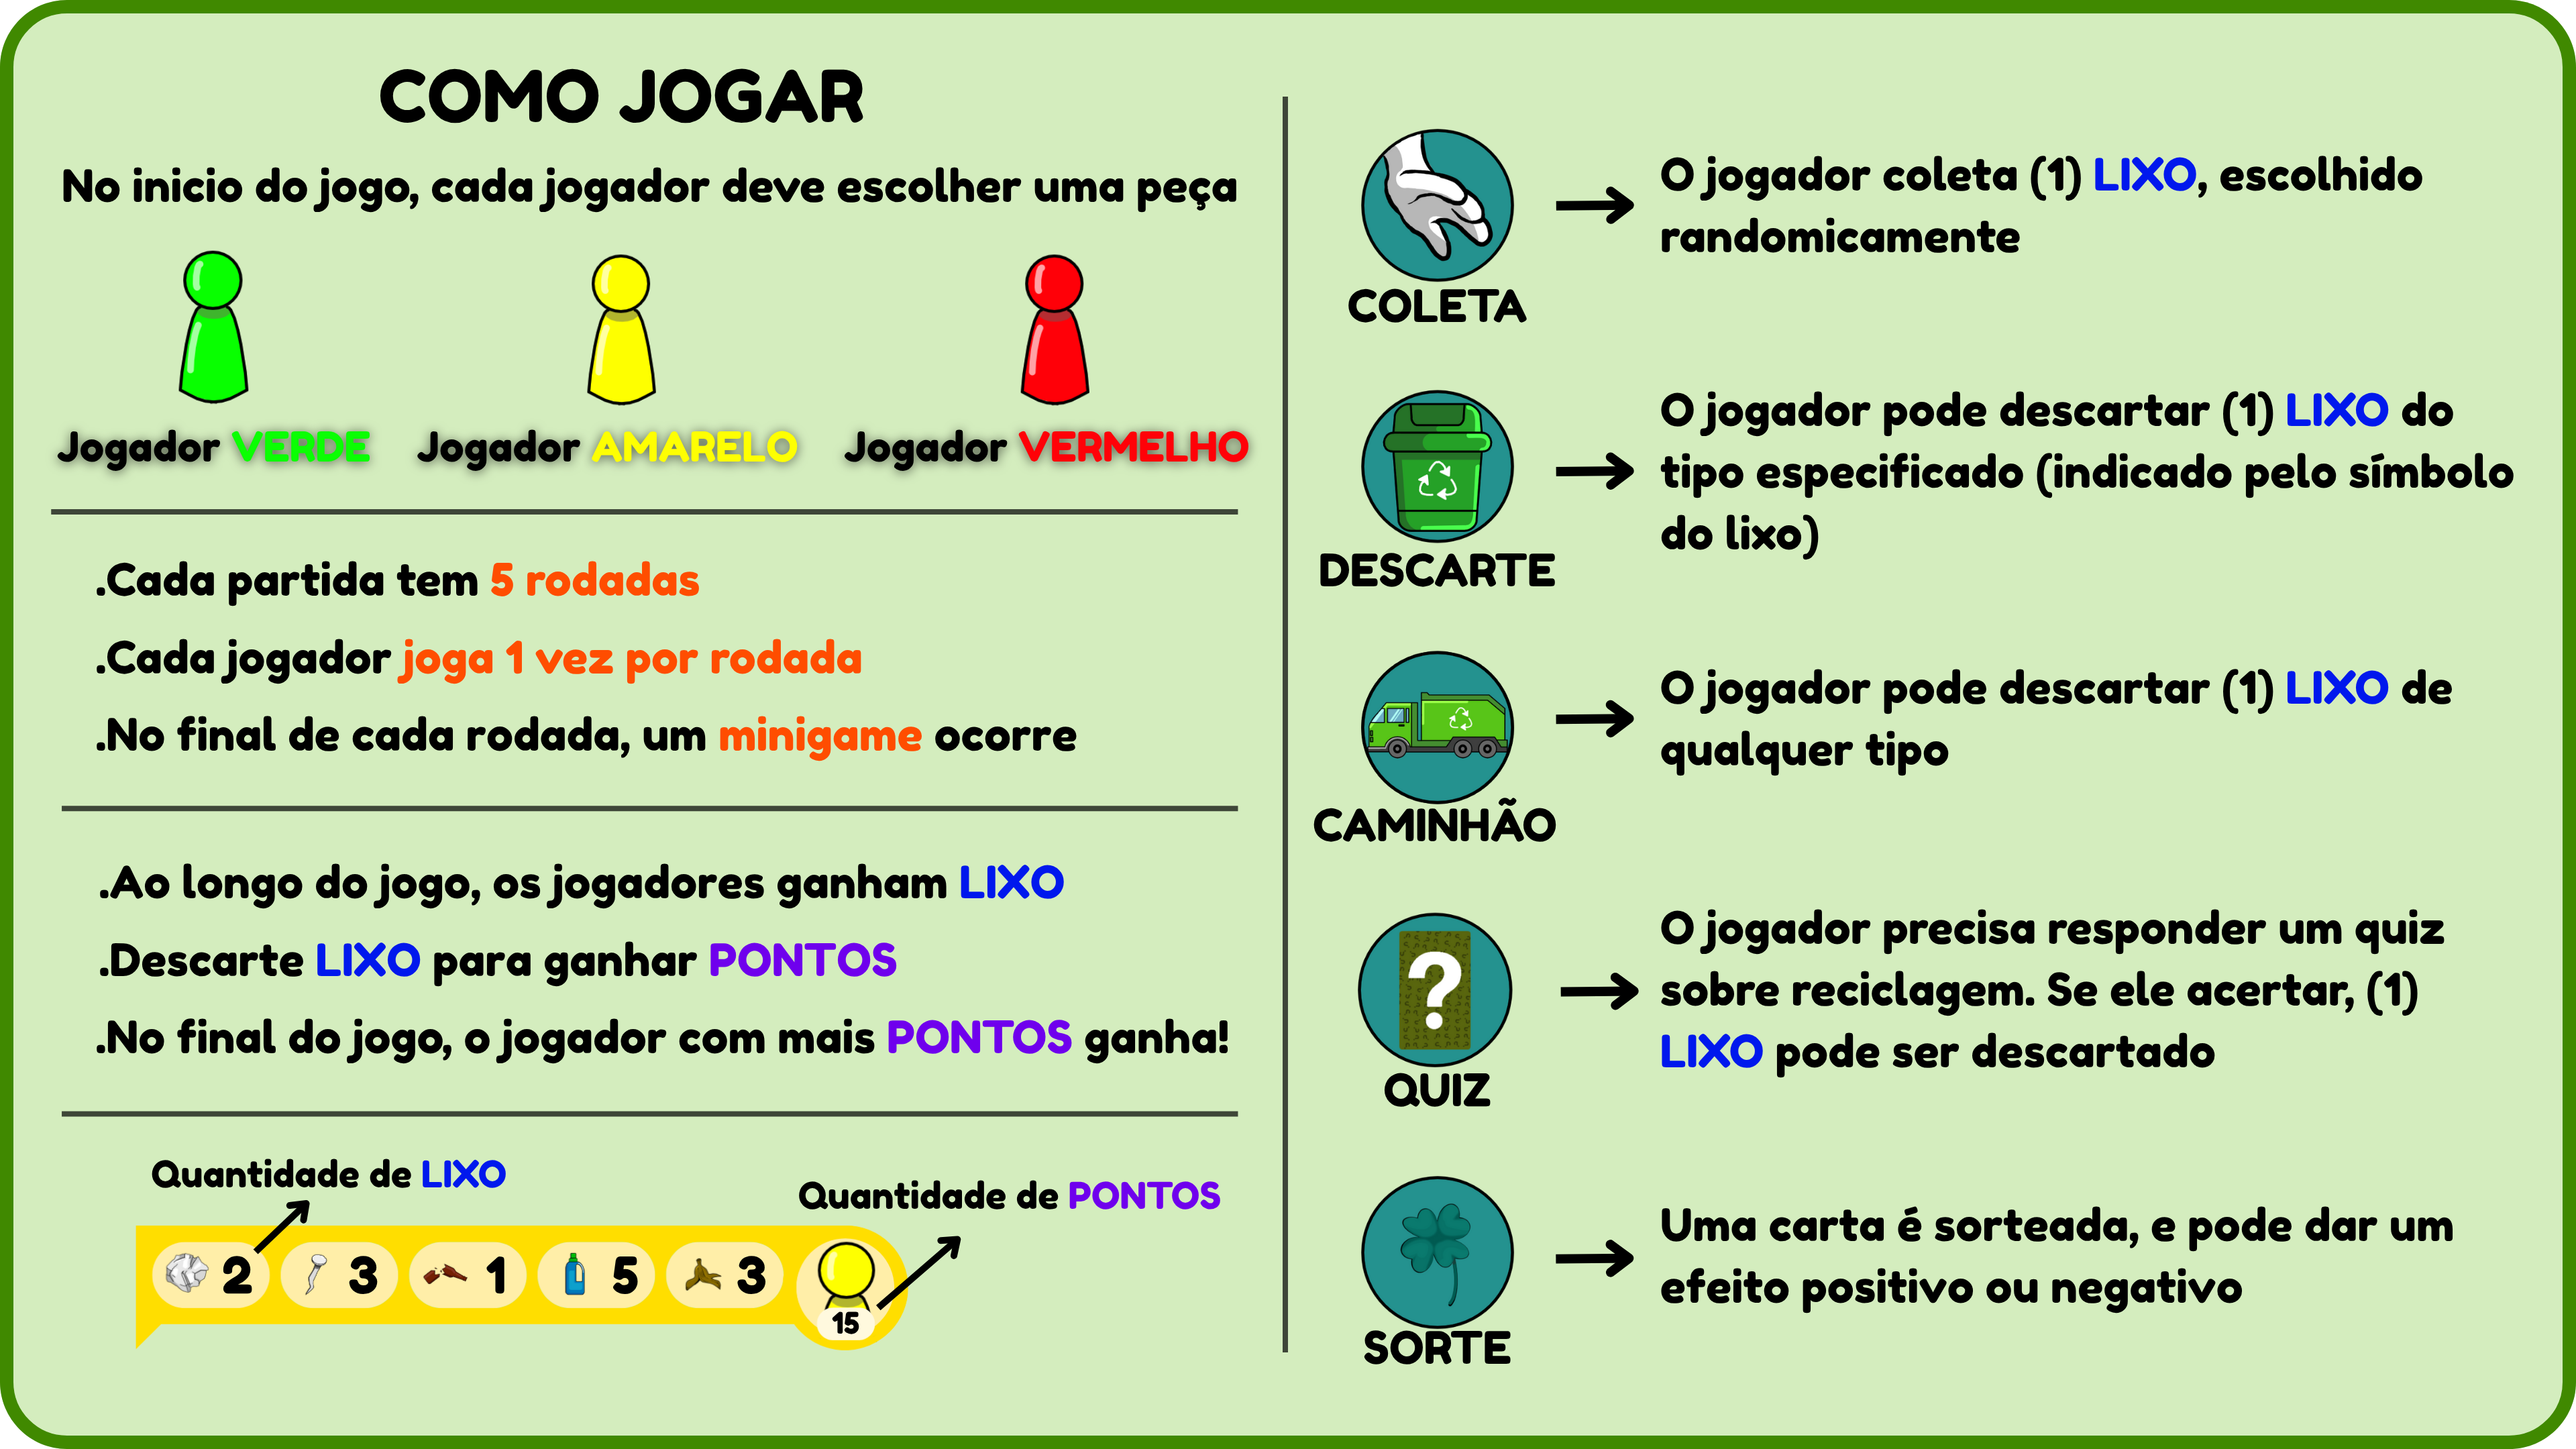 COMO JOGAR
No inicio do jogo, cada jogador deve escolher uma peça
Jogador VERDE
Jogador AMARELO
Jogador VERMELHO
.Cada partida tem 5 rodadas
.Cada jogador joga 1 vez por rodada
.No final de cada rodada, um minigame ocorre
.Ao longo do jogo, os jogadores ganham LIXO
.Descarte LIXO para ganhar PONTOS
.No final do jogo, o jogador com mais PONTOS ganha!
Quantidade de LIXO
Quantidade de PONTOS
2 3 1 5 3
15
COLETA
O jogador coleta (1) LIXO, escolhido
randomicamente
DESCARTE
O jogador pode descartar (1) LIXO do
tipo especificado (indicado pelo símbolo
do lixo)
CAMINHÃO
O jogador pode descartar (1) LIXO de
qualquer tipo
?
QUIZ
O jogador precisa responder um quiz
sobre reciclagem. Se ele acertar, (1)
LIXO pode ser descartado
SORTE
Uma carta é sorteada, e pode dar um
efeito positivo ou negativo